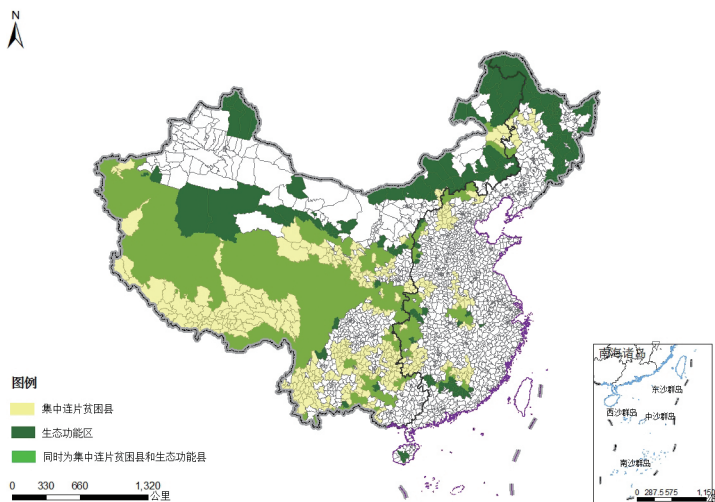 N
图例
集中连片贫困县
生态功能区
同时为集中连片贫困县和生态功能县
0 330 660 1,320
公里
南海诸岛
东沙群岛
西沙群岛
中沙群岛
南沙群岛
0 287.5 575 1,150